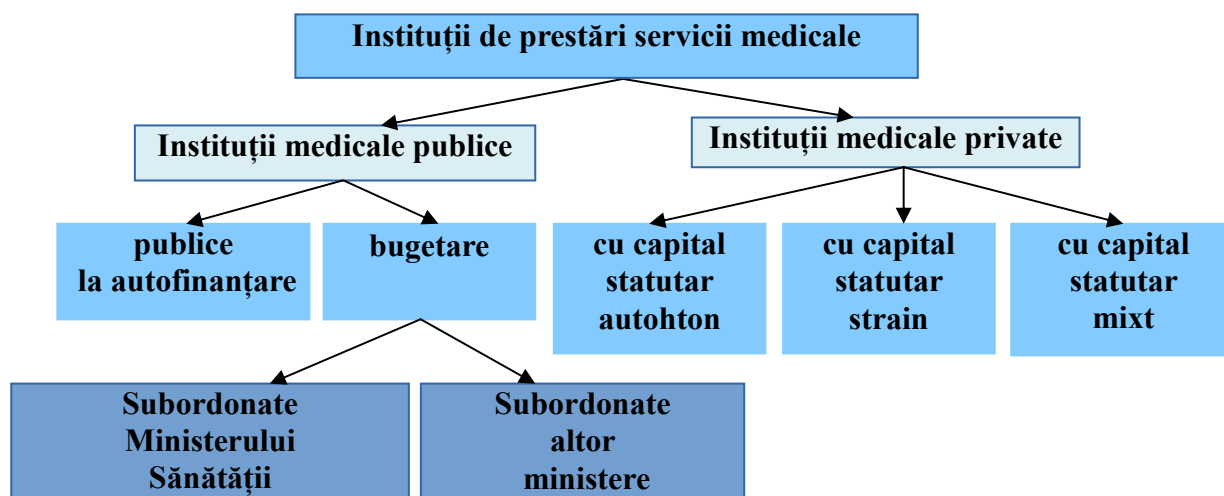 Instituții de prestări servicii medicale
Instituții medicale publice
Instituții medicale private
publice
la autofinanțare
bugetare
cu capital
statutar
autohton
cu capital
statutar
strain
cu capital
statutar
mixt
Subordonate
Ministerului
Sănătății
Subordonate
altor
ministere